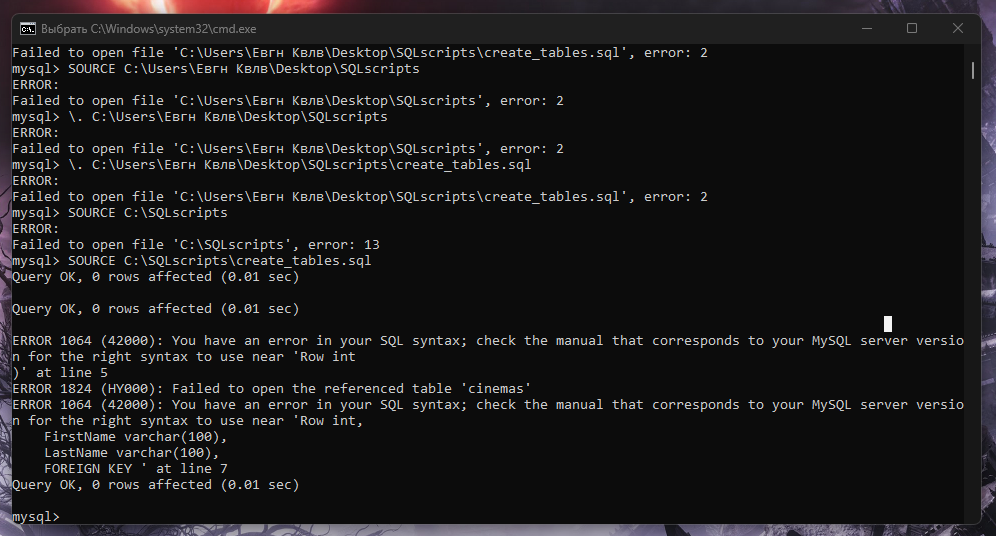 Выбрать C:\Windows\system32\cmd.exe
Failed to open file 'C:\Users\Евгн Квлв\Desktop\SQLscripts\create_tables.sql', error: 2
mysql> SOURCE C:\Users\Евгн Квлв\Desktop\SQLscripts
ERROR:
Failed to open file 'C:\Users\Евгн Квлв\Desktop\SQLscripts', error: 2
mysql> \. C:\Users\Евгн Квлв\Desktop\SQLscripts
ERROR:
Failed to open file 'C:\Users\Евгн Квлв\Desktop\SQLscripts', error: 2
mysql> \. C:\Users\Евгн Квлв\Desktop\SQLscripts\create_tables.sql
ERROR:
Failed to open file 'C:\Users\Евгн Квлв\Desktop\SQLscripts\create_tables.sql', error: 2
mysql> SOURCE C:\SQLscripts
ERROR:
Failed to open file 'C:\SQLscripts', error: 13
mysql> SOURCE C:\SQLscripts\create_tables.sql
Query OK, 0 rows affected (0.01 sec)

Query OK, 0 rows affected (0.01 sec)

ERROR 1064 (42000): You have an error in your SQL syntax; check the manual that corresponds to your MySQL server versio
n for the right syntax to use near 'Row int
)' at line 5
ERROR 1824 (HY000): Failed to open the referenced table 'cinemas'
ERROR 1064 (42000): You have an error in your SQL syntax; check the manual that corresponds to your MySQL server versio
n for the right syntax to use near 'Row int,
    FirstName varchar(100),
    LastName varchar(100),
    FOREIGN KEY ' at line 7
Query OK, 0 rows affected (0.01 sec)

mysql>